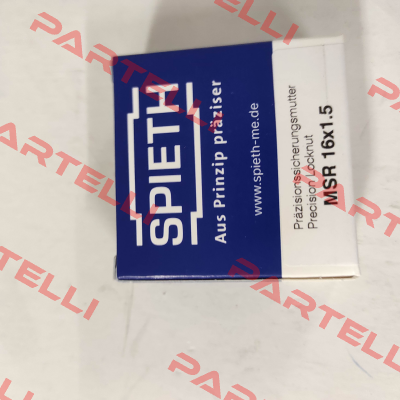 SPIETH
Aus Prinzip präziser
www.spieth-me.de
Präzisionssicherungsmutter
Precision Locknut
MSR 16x1.5
PARTELLI
PARTELLI
PARTELLI
PARTELLI
PARTELLI
PARTELLI